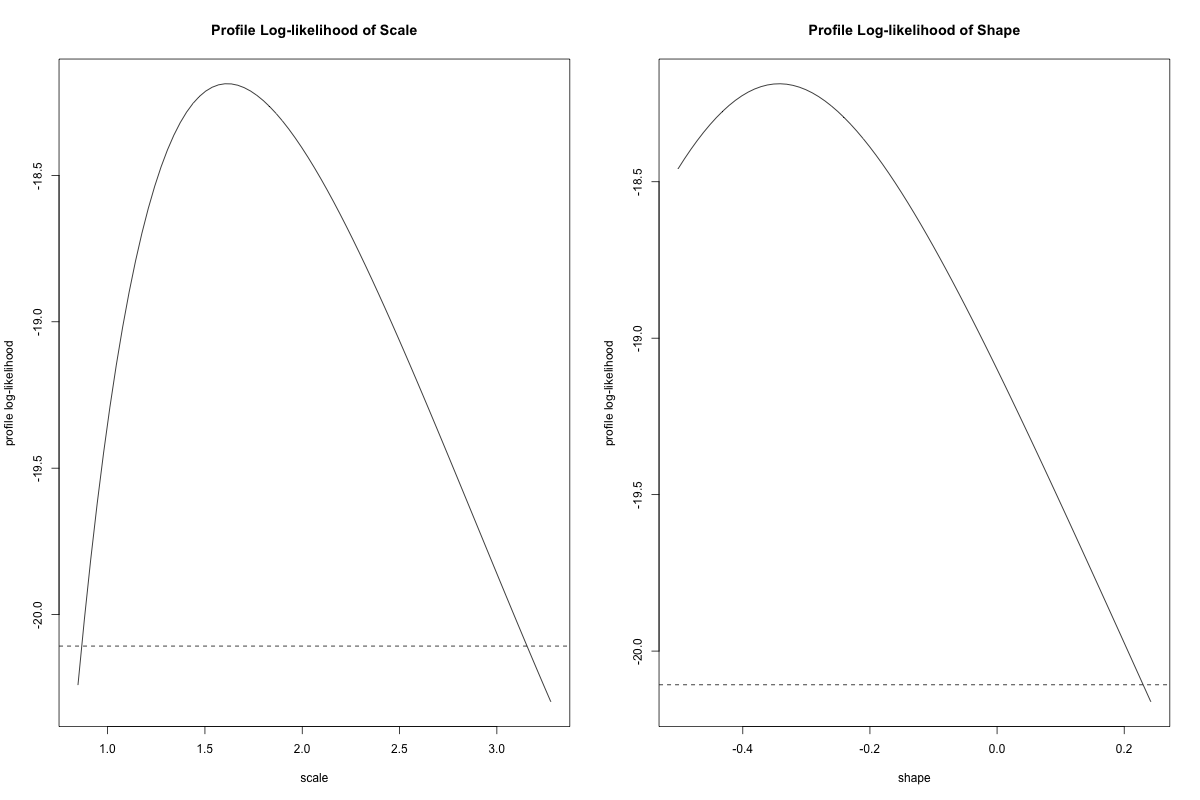 Profile Log-likelihood of Scale
profile log-likelihood
-18.5
-19.0
-19.5
-20.0
1.0 1.5 2.0 2.5 3.0
scale
Profile Log-likelihood of Shape
profile log-likelihood
-18.5
-19.0
-19.5
-20.0
-0.4 -0.2 0.0 0.2
shape